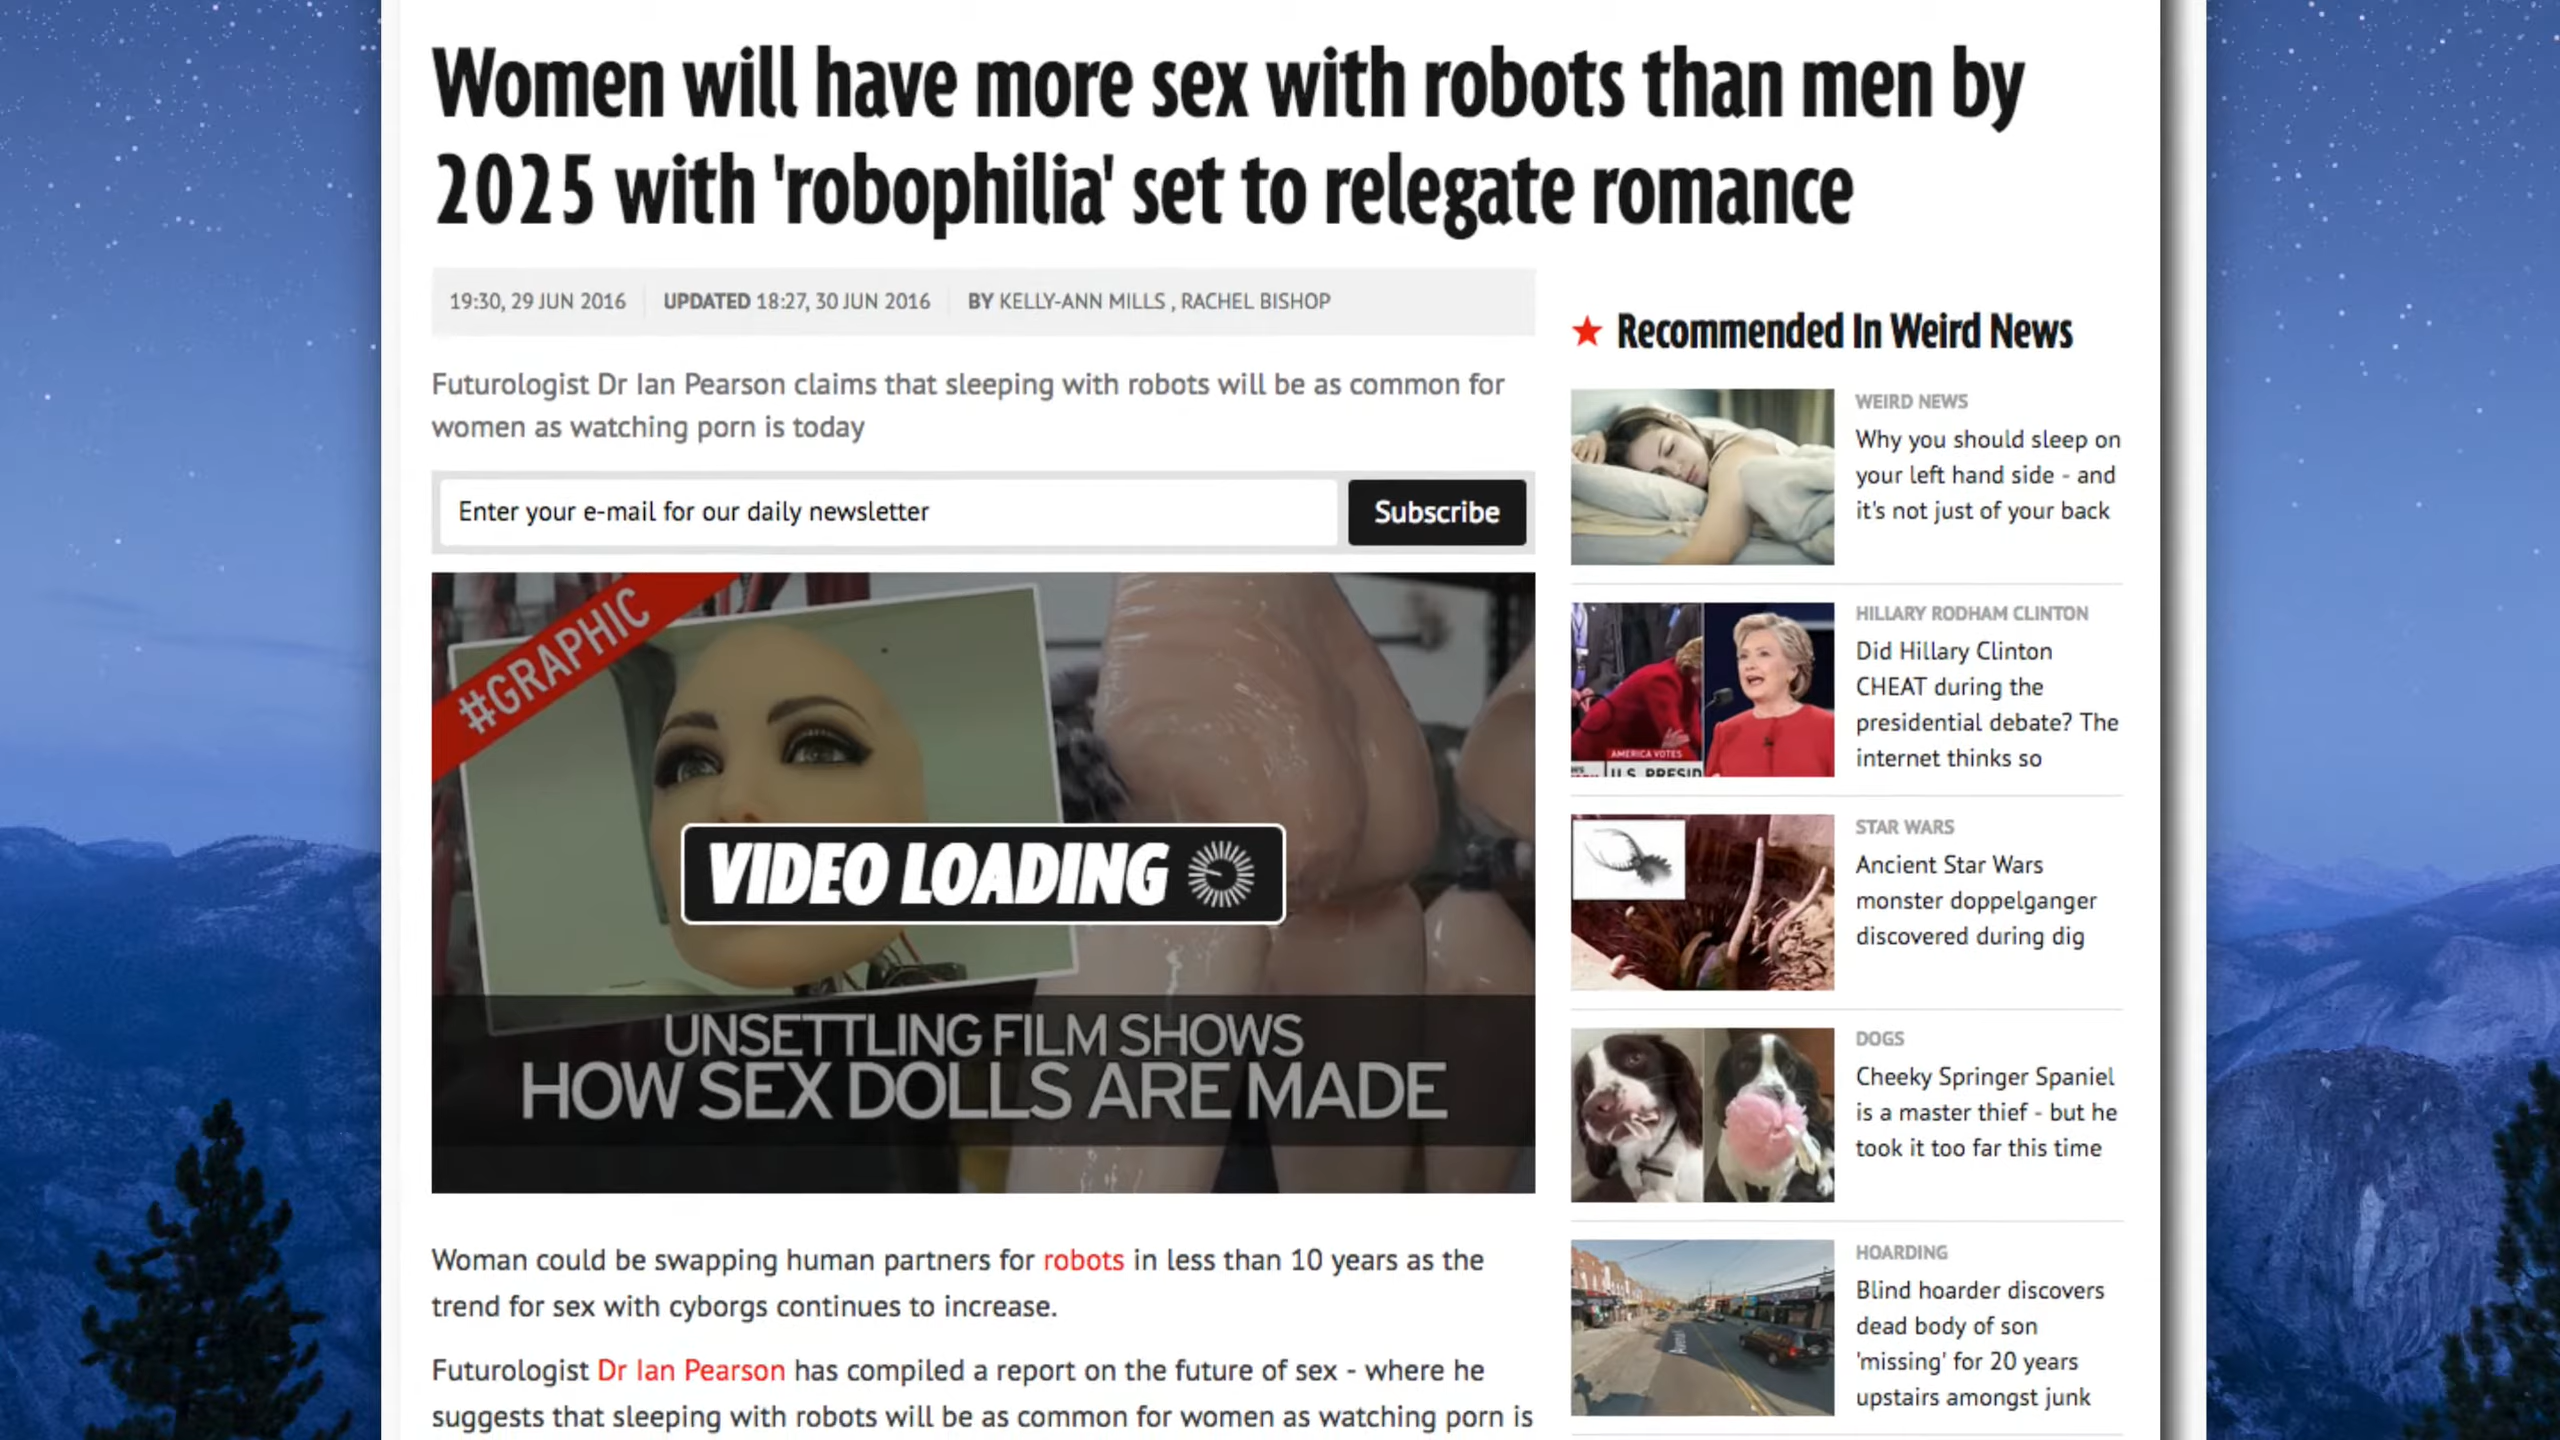 Women will have more sex with robots than men by
2025 with 'robophilia' set to relegate romance
19:30, 29 JUN 2016 UPDATED 18:27, 30 JUN 2016 BY KELLY-ANN MILLS , RACHEL BISHOP
Futurologist Dr Ian Pearson claims that sleeping with robots will be as common for
women as watching porn is today
Enter your e-mail for our daily newsletter Subscribe
#GRAPHIC
VIDEO LOADING
UNSETTLING FILM SHOWS
HOW SEX DOLLS ARE MADE
Woman could be swapping human partners for robots in less than 10 years as the
trend for sex with cyborgs continues to increase.
Futurologist Dr Ian Pearson has compiled a report on the future of sex - where he
suggests that sleeping with robots will be as common for women as watching porn is
Recommended In Weird News
WEIRD NEWS
Why you should sleep on
your left hand side - and
it's not just of your back
HILLARY RODHAM CLINTON
Did Hillary Clinton
CHEAT during the
presidential debate? The
internet thinks so
AMERICA VOTES
U.S. PRESID
STAR WARS
Ancient Star Wars
monster doppelganger
discovered during dig
DOGS
Cheeky Springer Spaniel
is a master thief - but he
took it too far this time
HOARDING
Blind hoarder discovers
dead body of son
'missing' for 20 years
upstairs amongst junk